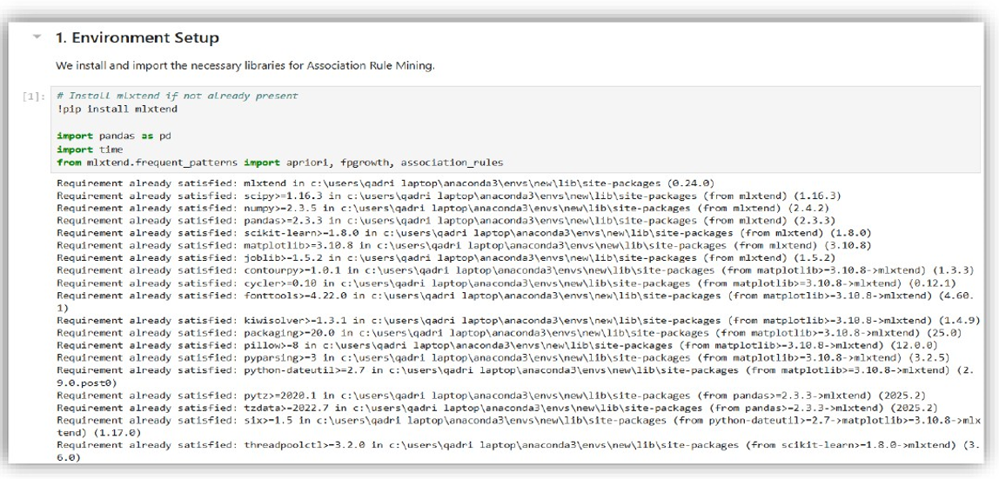 1. Environment Setup
We install and import the necessary libraries for Association Rule Mining.
[1]:
# Install mlxtend if not already present
!pip install mlxtend
import pandas as pd
import time
from mlxtend.frequent_patterns import apriori, fpgrowth, association_rules
Requirement already satisfied: mlxtend in c:\users\qadri laptop\anaconda3\envs\new\lib\site-packages (0.24.0)
Requirement already satisfied: scipy>=1.16.3 in c:\users\qadri laptop\anaconda3\envs\new\lib\site-packages (from mlxtend) (1.16.3)
Requirement already satisfied: numpy>=2.3.5 in c:\users\qadri laptop\anaconda3\envs\new\lib\site-packages (from mlxtend) (2.4.2)
Requirement already satisfied: pandas>=2.3.3 in c:\users\qadri laptop\anaconda3\envs\new\lib\site-packages (from mlxtend) (2.3.3)
Requirement already satisfied: scikit-learn>=1.8.0 in c:\users\qadri laptop\anaconda3\envs\new\lib\site-packages (from mlxtend) (1.8.0)
Requirement already satisfied: matplotlib>=3.10.8 in c:\users\qadri laptop\anaconda3\envs\new\lib\site-packages (from mlxtend) (3.10.8)
Requirement already satisfied: joblib>=1.5.2 in c:\users\qadri laptop\anaconda3\envs\new\lib\site-packages (from mlxtend) (1.5.2)
Requirement already satisfied: contourpy>=1.0.1 in c:\users\qadri laptop\anaconda3\envs\new\lib\site-packages (from matplotlib>=3.10.8->mlxtend) (1.3.3)
Requirement already satisfied: cycler>=0.10 in c:\users\qadri laptop\anaconda3\envs\new\lib\site-packages (from matplotlib>=3.10.8->mlxtend) (0.12.1)
Requirement already satisfied: fonttools>=4.22.0 in c:\users\qadri laptop\anaconda3\envs\new\lib\site-packages (from matplotlib>=3.10.8->mlxtend) (4.60.
1)
Requirement already satisfied: kiwisolver>=1.3.1 in c:\users\qadri laptop\anaconda3\envs\new\lib\site-packages (from matplotlib>=3.10.8->mlxtend) (1.4.9)
Requirement already satisfied: packaging>=20.0 in c:\users\qadri laptop\anaconda3\envs\new\lib\site-packages (from matplotlib>=3.10.8->mlxtend) (25.0)
Requirement already satisfied: pillow>=8 in c:\users\qadri laptop\anaconda3\envs\new\lib\site-packages (from matplotlib>=3.10.8->mlxtend) (12.0.0)
Requirement already satisfied: pyparsing>=3 in c:\users\qadri laptop\anaconda3\envs\new\lib\site-packages (from matplotlib>=3.10.8->mlxtend) (3.2.5)
Requirement already satisfied: python-dateutil>=2.7 in c:\users\qadri laptop\anaconda3\envs\new\lib\site-packages (from matplotlib>=3.10.8->mlxtend) (2.
9.0.post0)
Requirement already satisfied: pytz>=2020.1 in c:\users\qadri laptop\anaconda3\envs\new\lib\site-packages (from pandas>=2.3.3->mlxtend) (2025.2)
Requirement already satisfied: tzdata>=2022.7 in c:\users\qadri laptop\anaconda3\envs\new\lib\site-packages (from pandas>=2.3.3->mlxtend) (2025.2)
Requirement already satisfied: six>=1.5 in c:\users\qadri laptop\anaconda3\envs\new\lib\site-packages (from python-dateutil>=2.7->matplotlib>=3.10.8->mlx
tend) (1.17.0)
Requirement already satisfied: threadpoolctl>=3.2.0 in c:\users\qadri laptop\anaconda3\envs\new\lib\site-packages (from scikit-learn>=1.8.0->mlxtend) (3.
6.0)